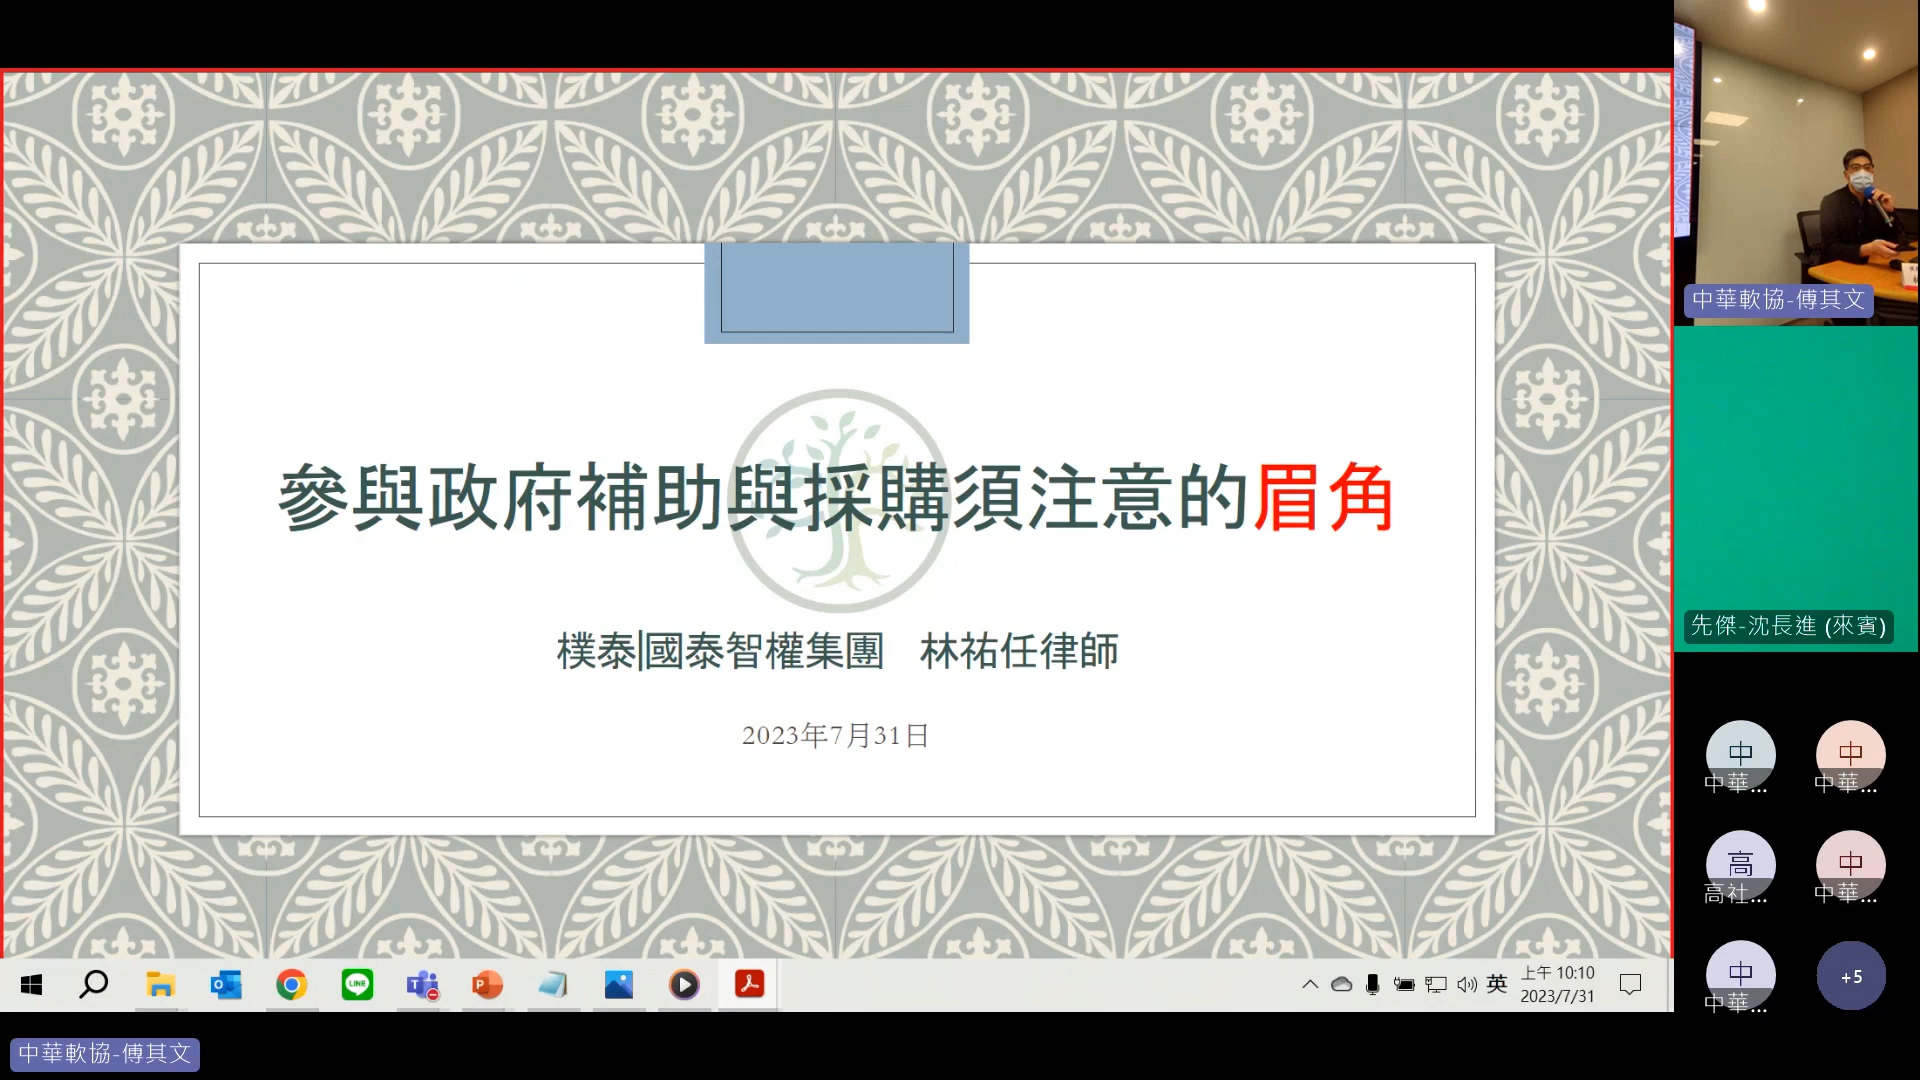 參與政府補助與採購須注意的眉角
樸泰|國泰智權集團 林祐任律師
2023年7月31日
中華軟協-傅其文
先傑-沈長進 (來賓)
中
中華...
中
中華...
高
高社...
中
中華...
中
中華...
+5
LINE
英
上午 10:10
2023/7/31
中華軟協-傅其文